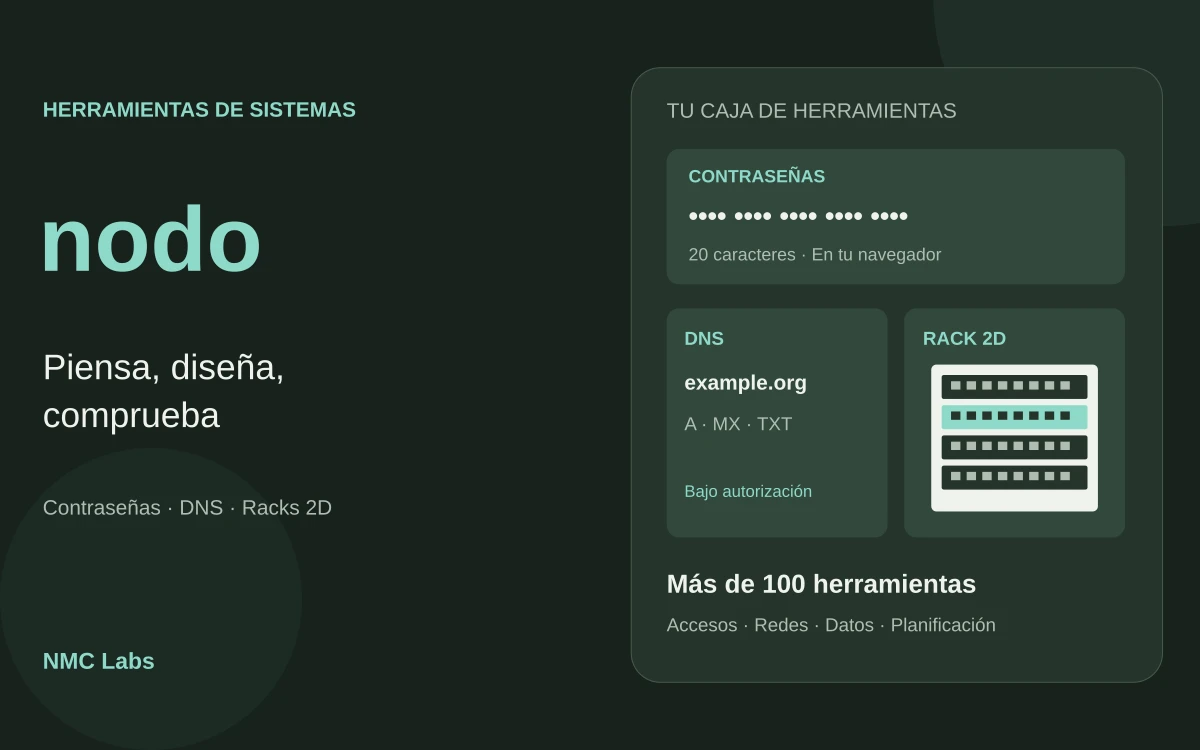 HERRAMIENTAS DE SISTEMAS
nodo
Piensa, diseña,
comprueba
Contraseñas · DNS · Racks 2D
NMC Labs
TU CAJA DE HERRAMIENTAS
CONTRASEÑAS
•••• •••• •••• •••• ••••
20 caracteres · En tu navegador
DNS
example.org
A · MX · TXT
Bajo autorización
RACK 2D
Más de 100 herramientas
Accesos · Redes · Datos · Planificación